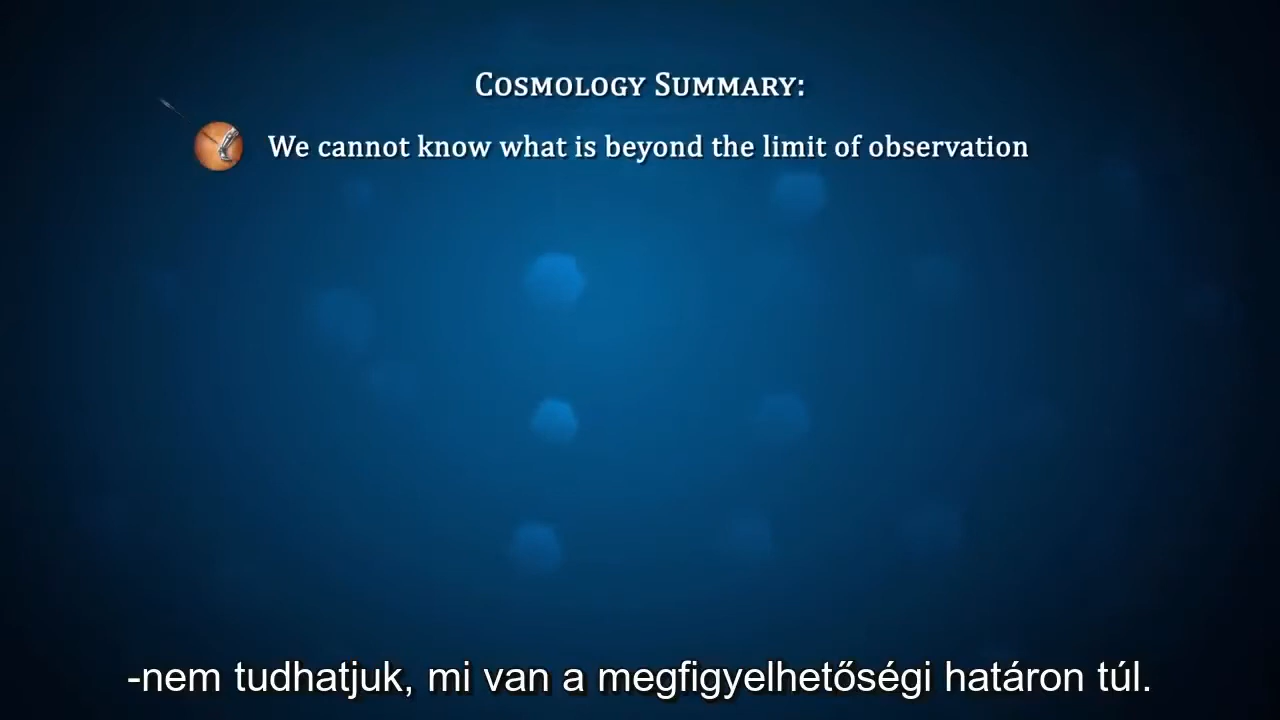 Cosmology Summary:
We cannot know what is beyond the limit of observation
-nem tudhatjuk, mi van a megfigyelhetőségi határon túl.